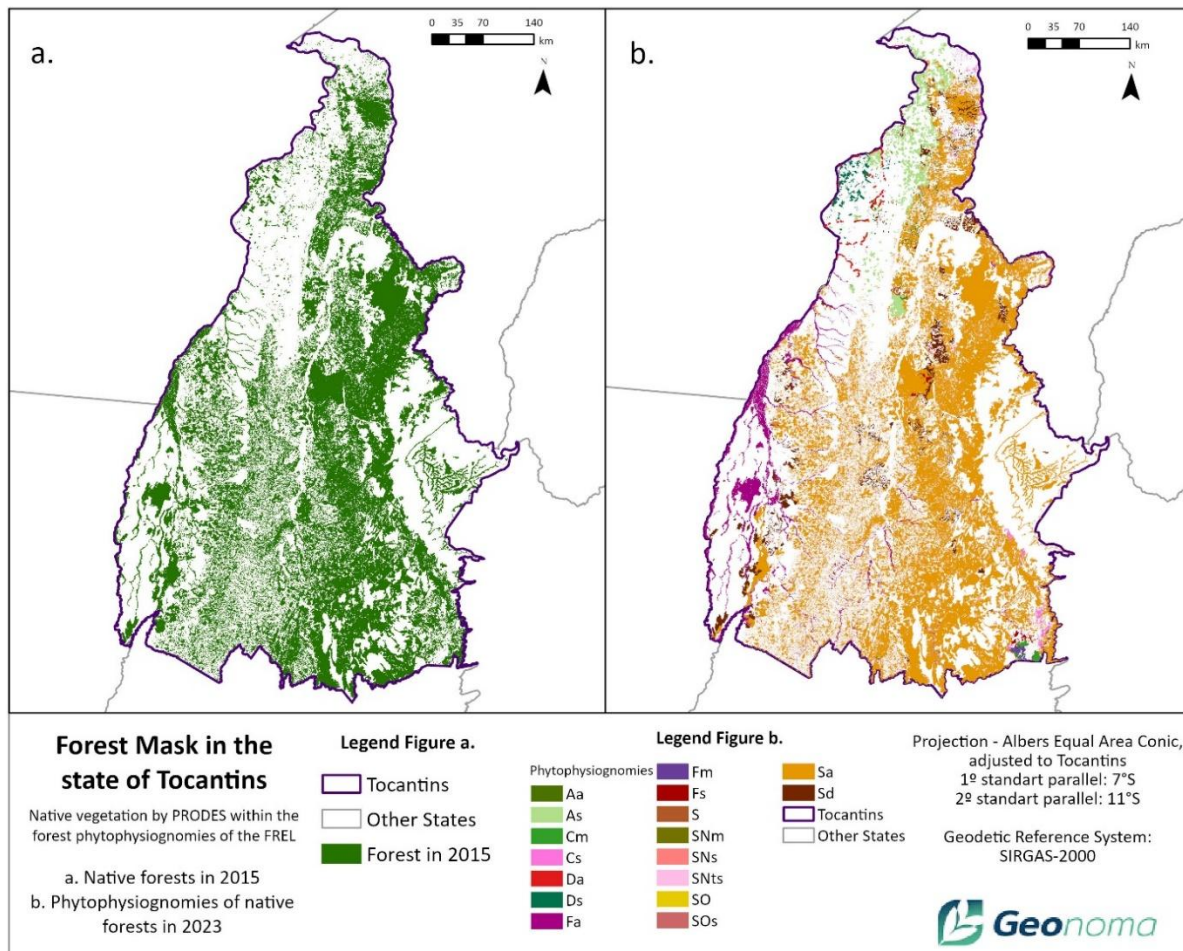 a.
0 35 70 140
km
N
b.
0 35 70 140
km
N
Forest Mask in the
state of Tocantins
Native vegetation by PRODES within the
forest phytophysiognomies of the FREL
a. Native forests in 2015
b. Phytophysiognomies of native
forests in 2023
Legend Figure a.
Tocantins
Other States
Forest in 2015
Legend Figure b.
Phytophysiognomies
Aa
As
Cm
Cs
Da
Ds
Fa
Fm
Fs
S
SNm
SNs
SNts
SO
SOs
Sa
Sd
Tocantins
Other States
Projection - Albers Equal Area Conic,
adjusted to Tocantins
1º standart parallel: 7°S
2º standart parallel: 11°S
Geodetic Reference System:
SIRGAS-2000
Geonoma